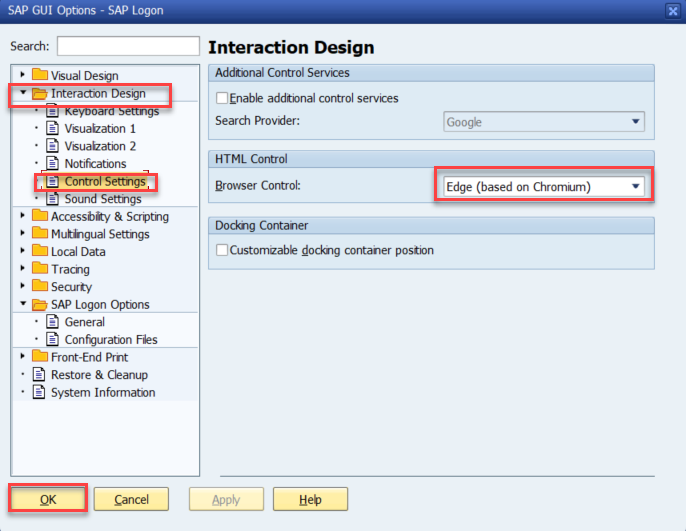 SAP GUI Options - SAP Logon
Search:
Visual Design
Interaction Design
Keyboard Settings
Visualization 1
Visualization 2
Notifications
Control Settings
Sound Settings
Accessibility & Scripting
Multilingual Settings
Local Data
Tracing
Security
SAP Logon Options
General
Configuration Files
Front-End Print
Restore & Cleanup
System Information
Interaction Design
Additional Control Services
Enable additional control services
Search Provider: Google
HTML Control
Browser Control: Edge (based on Chromium)
Docking Container
Customizable docking container position
OK Cancel Apply Help